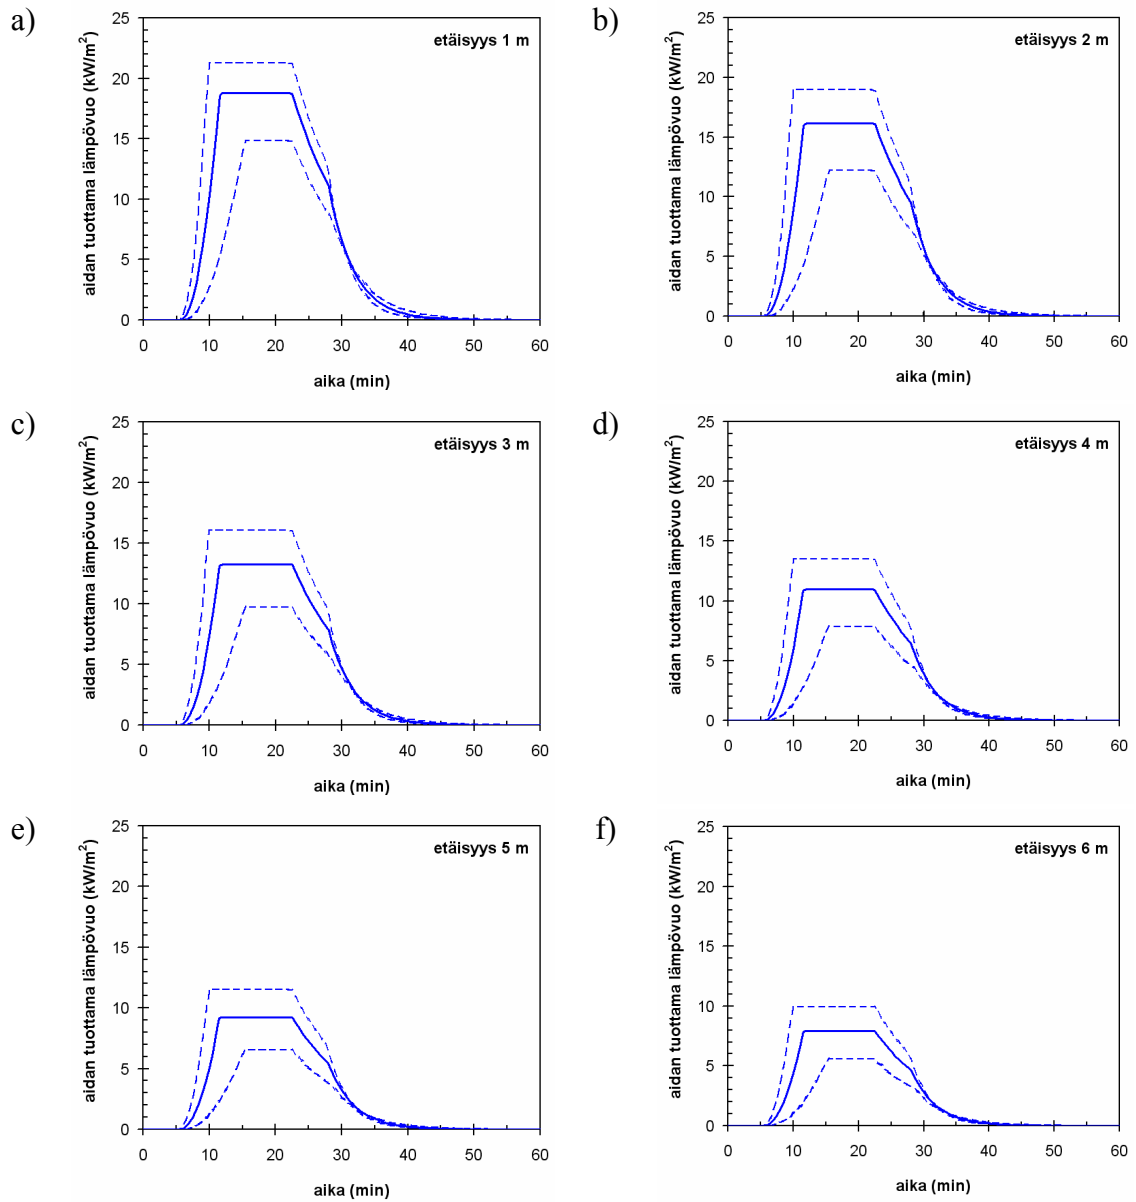 a)
25
20
15
10
5
0
aidan tuottama lämpövuo (kW/m²)
etäisyys 1 m
0 10 20 30 40 50 60
aika (min)
b)
25
20
15
10
5
0
aidan tuottama lämpövuo (kW/m²)
etäisyys 2 m
0 10 20 30 40 50 60
aika (min)
c)
25
20
15
10
5
0
aidan tuottama lämpövuo (kW/m²)
etäisyys 3 m
0 10 20 30 40 50 60
aika (min)
d)
25
20
15
10
5
0
aidan tuottama lämpövuo (kW/m²)
etäisyys 4 m
0 10 20 30 40 50 60
aika (min)
e)
25
20
15
10
5
0
aidan tuottama lämpövuo (kW/m²)
etäisyys 5 m
0 10 20 30 40 50 60
aika (min)
f)
25
20
15
10
5
0
aidan tuottama lämpövuo (kW/m²)
etäisyys 6 m
0 10 20 30 40 50 60
aika (min)